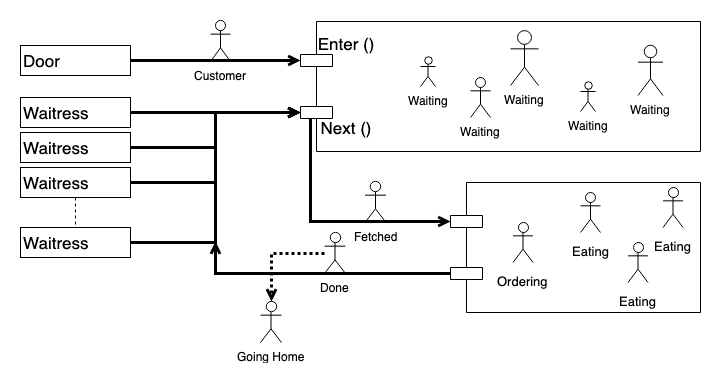 Enter ()
Door
Customer
Waiting
Waiting
Waiting
Waiting
Waiting
Waitress
Next ()
Waitress
Waitress
Waitress
Fetched
Ordering
Eating
Eating
Eating
Done
Going Home